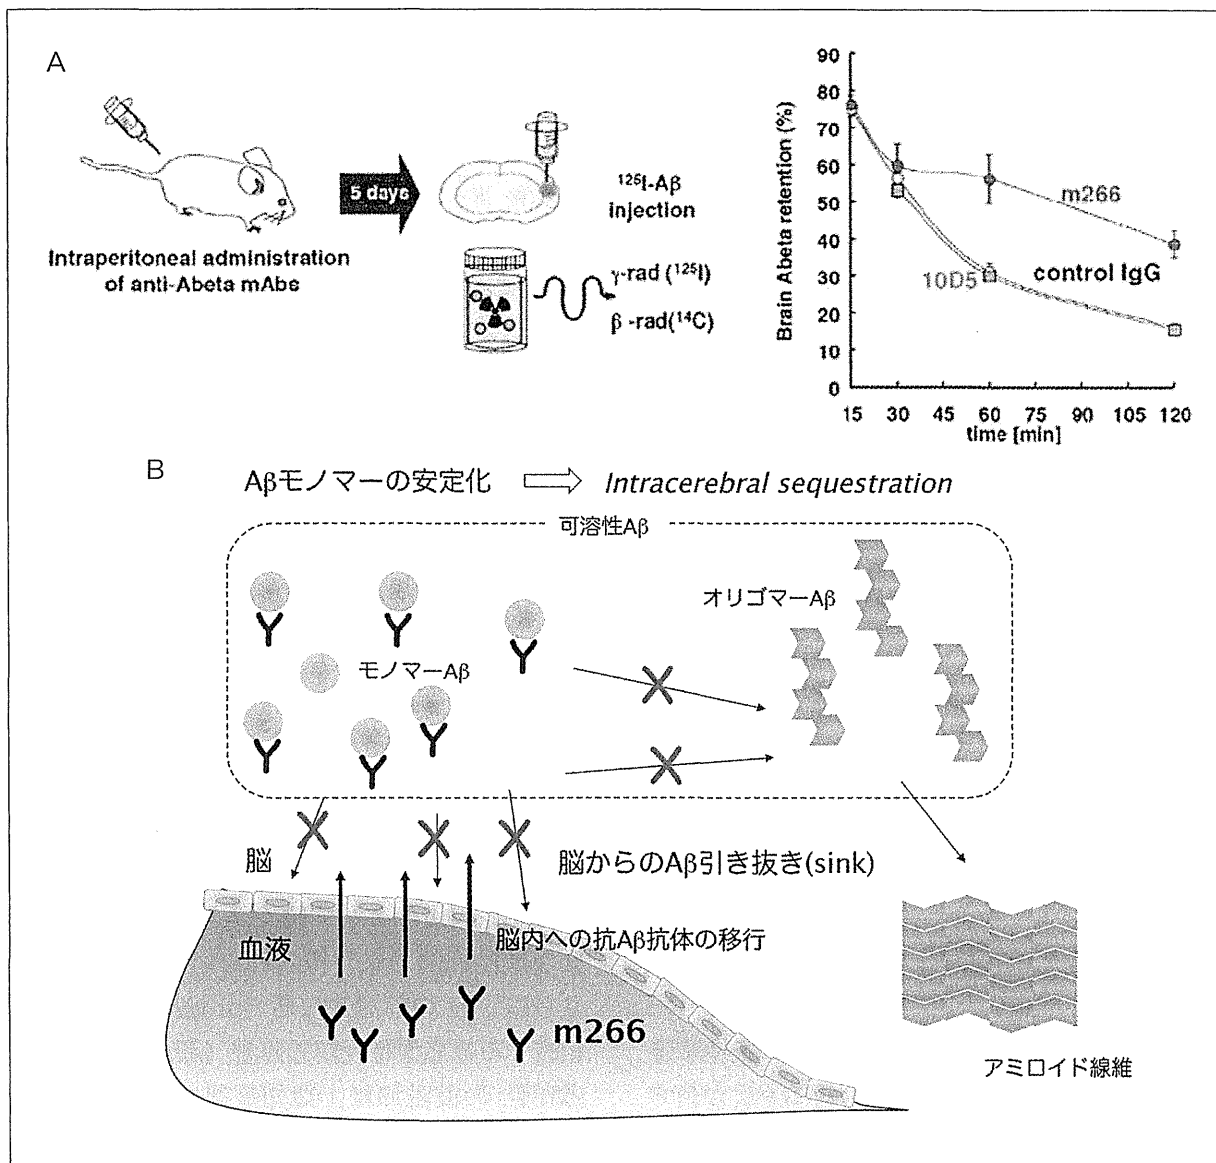 A
5 days
Intraperitoneal administration
of anti-Abeta mAbs
¹²⁵I-Aβ
injection
γ-rad (¹²⁵I)
β -rad(¹⁴C)
Brain Abeta retention (%)
90
80
70
60
50
40
30
20
10
0
m266
10D5
control IgG
15 30 45 60 75 90 105 120
time [min]
B
Aβモノマーの安定化
Intracerebral sequestration
可溶性Aβ
オリゴマーAβ
モノマーAβ
脳
脳からのAβ引き抜き(sink)
血液
脳内への抗Aβ抗体の移行
m266
アミロイド線維